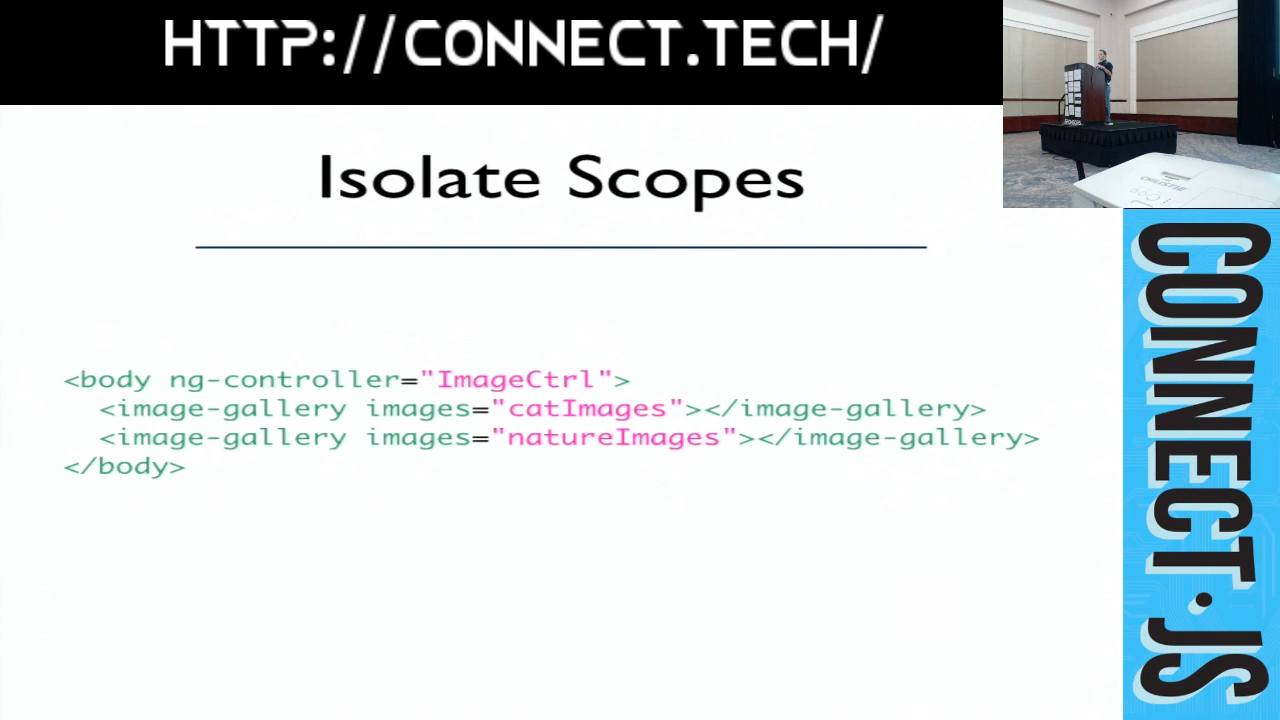 HTTP://CONNECT.TECH/
Isolate Scopes
<body ng-controller="ImageCtrl">
  <image-gallery images="catImages"></image-gallery>
  <image-gallery images="natureImages"></image-gallery>
</body>
CHRISTIE
CONNECT·JS